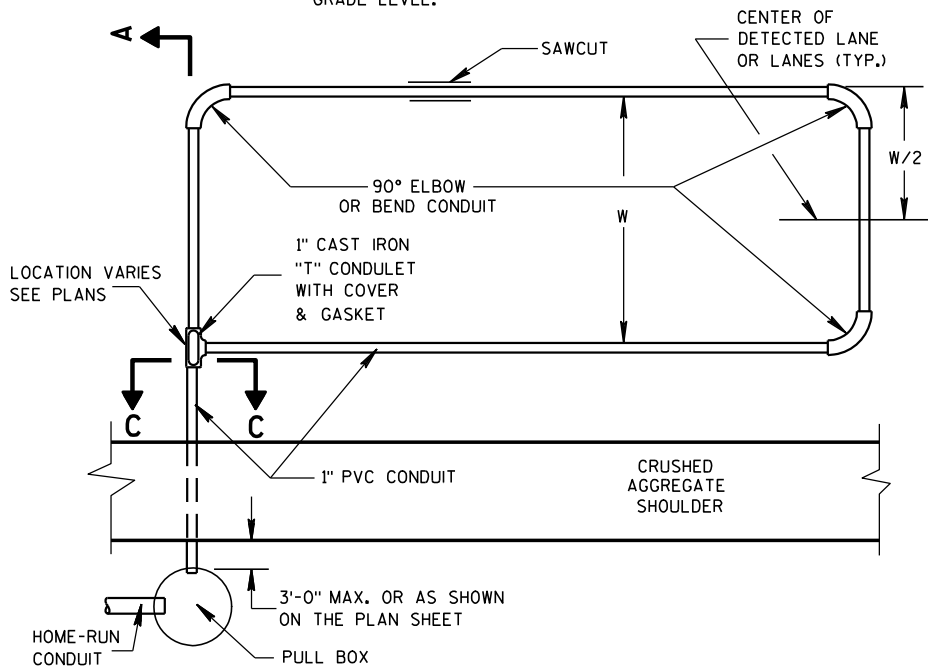 GRADE LEVEL.
A
SAWCUT
CENTER OF
DETECTED LANE
OR LANES (TYP.)
W/2
90° ELBOW
OR BEND CONDUIT
W
1" CAST IRON
"T" CONDULET
WITH COVER
& GASKET
LOCATION VARIES
SEE PLANS
C
C
1" PVC CONDUIT
CRUSHED
AGGREGATE
SHOULDER
3'-0" MAX. OR AS SHOWN
ON THE PLAN SHEET
HOME-RUN
CONDUIT
PULL BOX